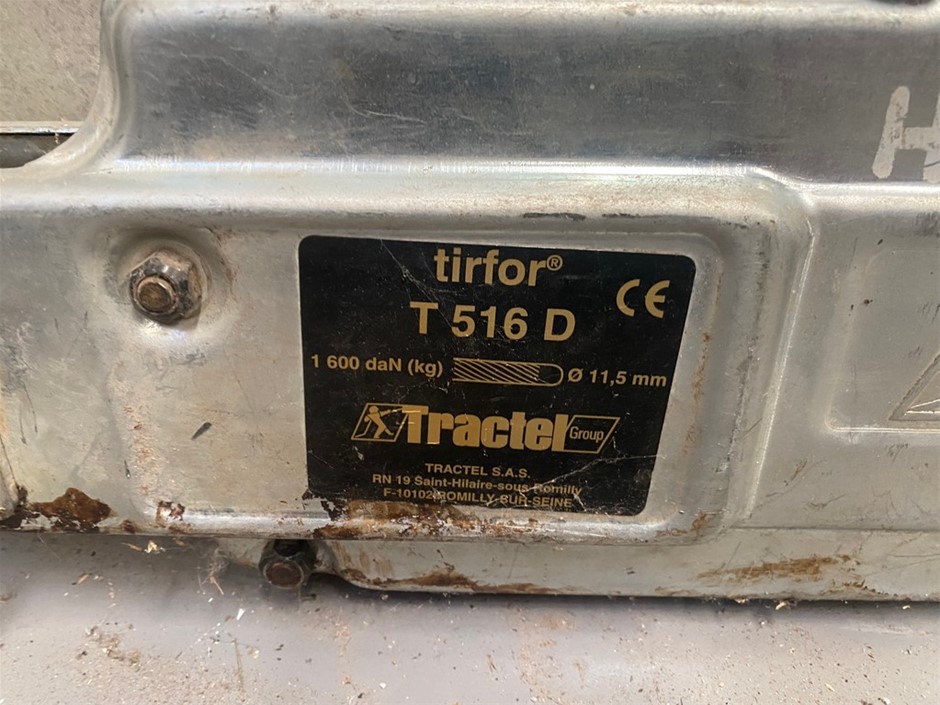 H
tirfor®
CE
T 516 D
1 600 daN (kg) Ø 11,5 mm
Tractel Group
TRACTEL S.A.S.
RN 19 Saint-Hilaire-sous-Romilly
F-10102 ROMILLY-SUR-SEINE